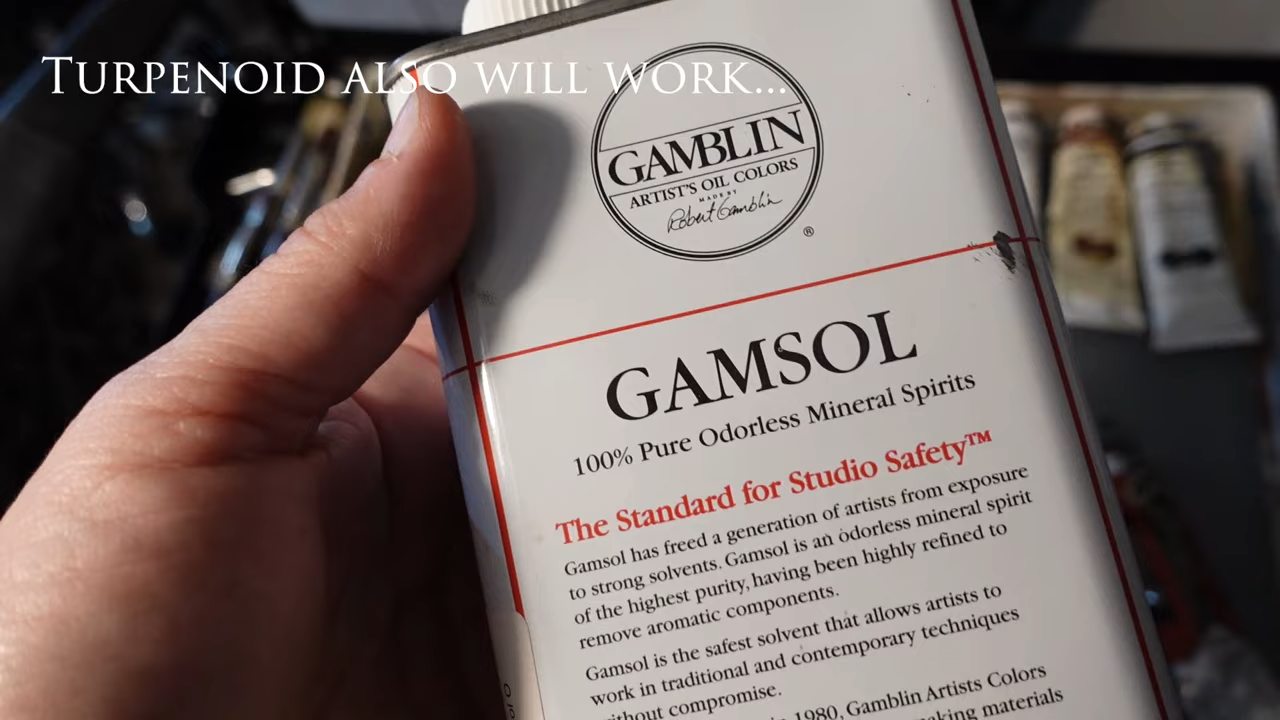 Turpenoid also will work...
GAMBLIN
ARTIST'S OIL COLORS
MADE BY
Robert Gamblin
®
GAMSOL
100% Pure Odorless Mineral Spirits
The Standard for Studio Safety™
Gamsol has freed a generation of artists from exposure
to strong solvents. Gamsol is an odorless mineral spirit
of the highest purity, having been highly refined to
remove aromatic components.
Gamsol is the safest solvent that allows artists to
work in traditional and contemporary techniques
without compromise.
1980, Gamblin Artists Colors
materials